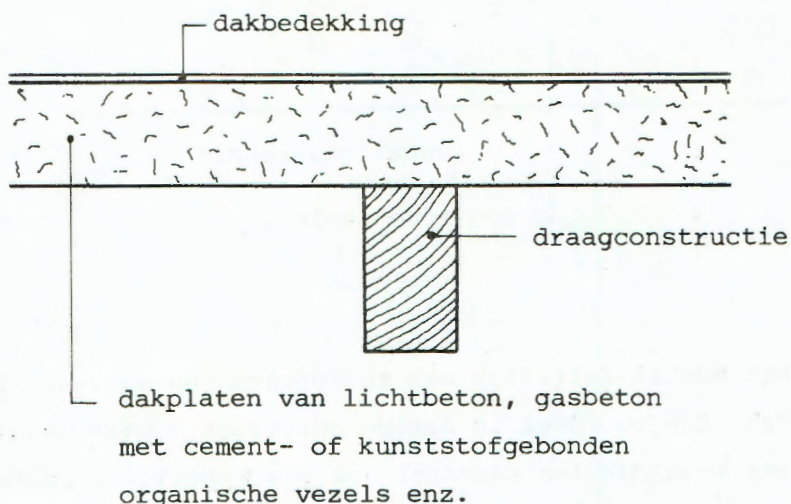 dakbedekking
draagconstructie
dakplaten van lichtbeton, gasbeton
met cement- of kunststofgebonden
organische vezels enz.